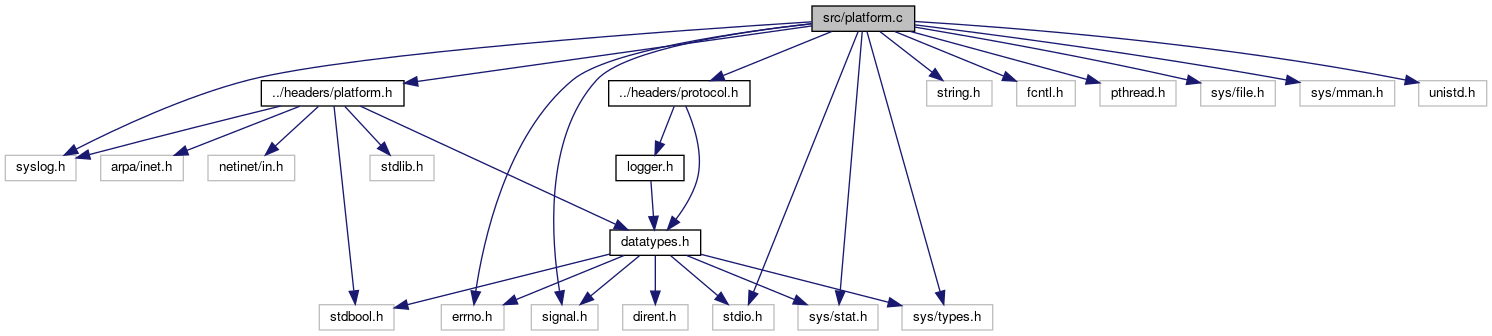 src/platform.c
../headers/platform.h
../headers/protocol.h
string.h
fcntl.h
pthread.h
sys/file.h
sys/mman.h
unistd.h
syslog.h
arpa/inet.h
netinet/in.h
stdlib.h
logger.h
datatypes.h
stdbool.h
errno.h
signal.h
dirent.h
stdio.h
sys/stat.h
sys/types.h